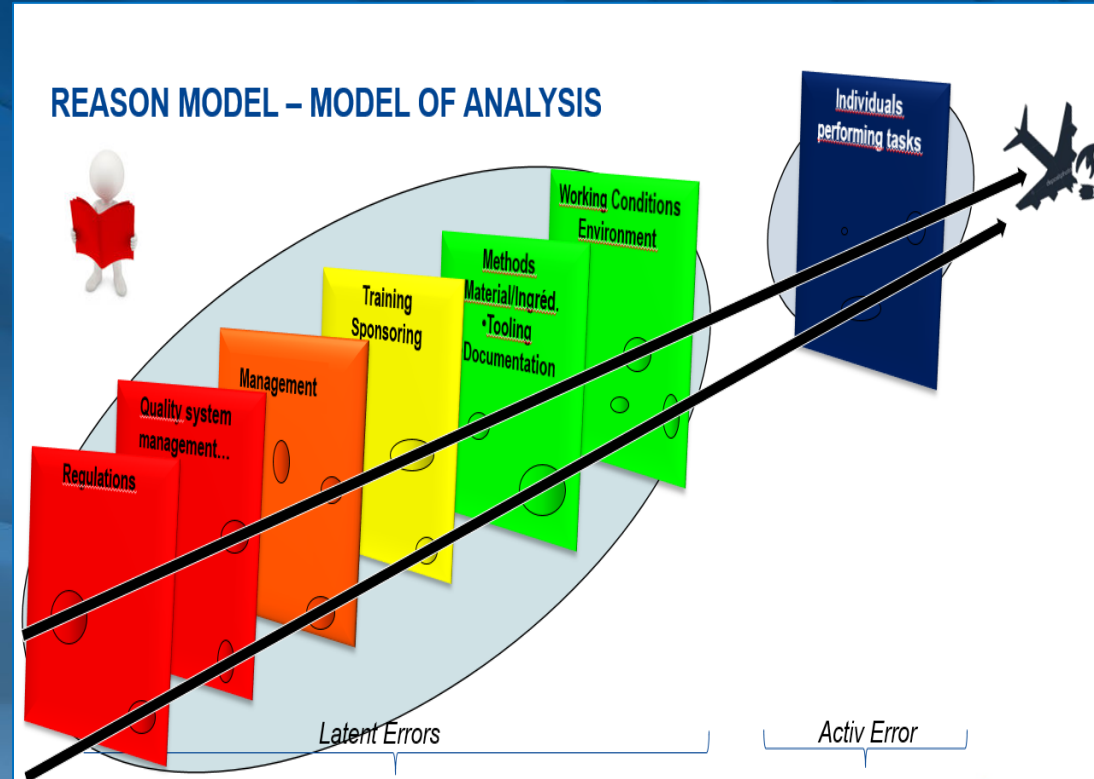 REASON MODEL – MODEL OF ANALYSIS
Individuals
performing tasks
Working Conditions
Environment
Methods
Material/Ingréd.
•Tooling
Documentation
Training
Sponsoring
Management
Quality system
management…
Regulations
Latent Errors
Activ Error